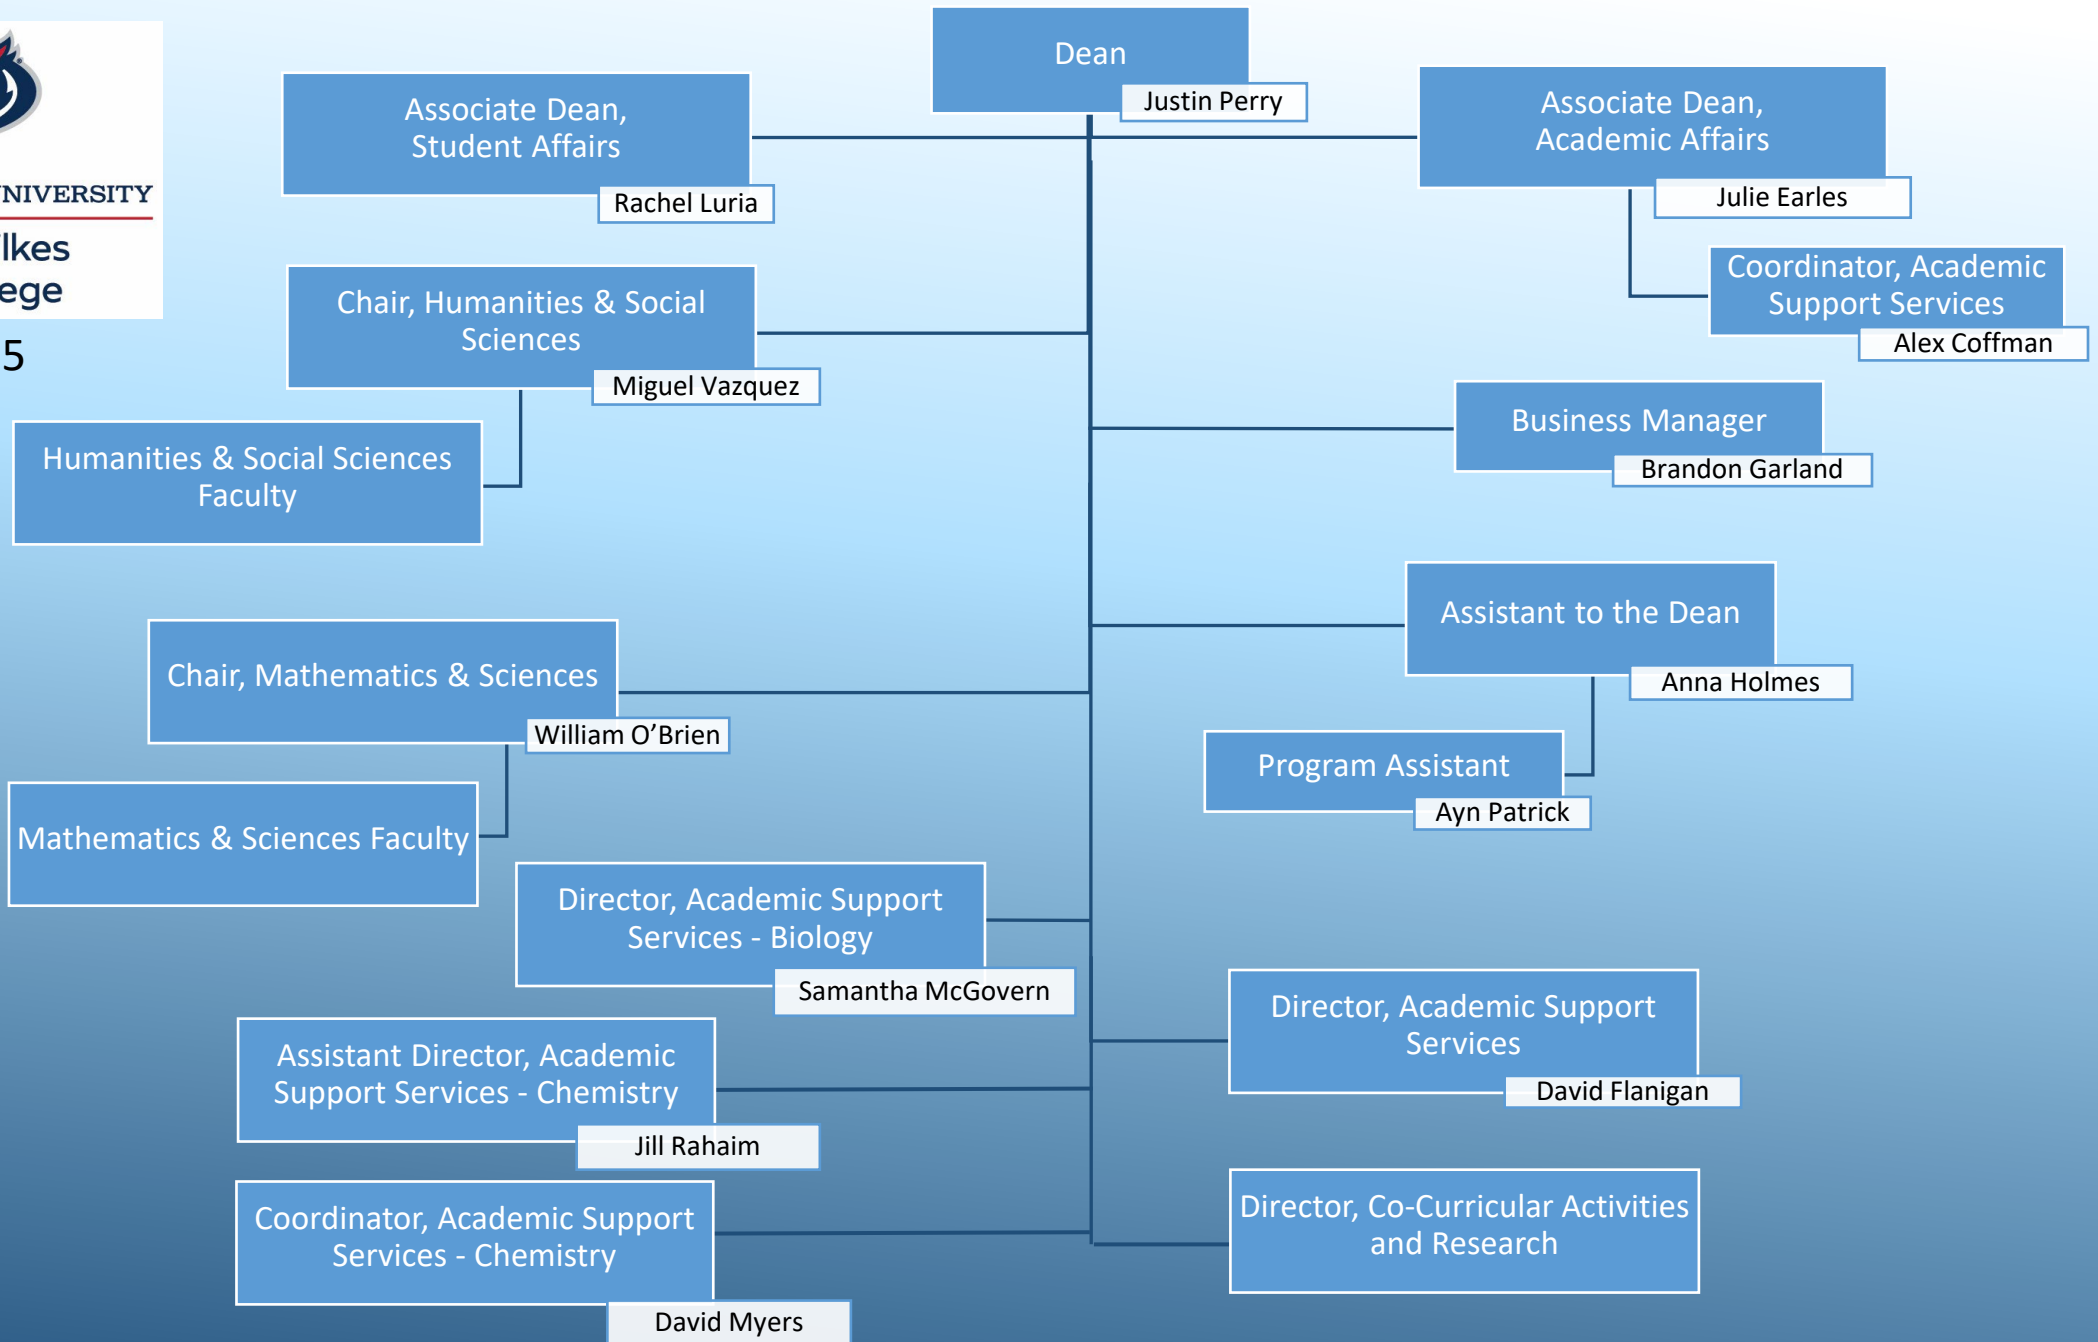 Dean
Justin Perry
Associate Dean,
Student Affairs
Rachel Luria
Associate Dean,
Academic Affairs
Julie Earles
UNIVERSITY
Coordinator, Academic
Support Services
Alex Coffman
Chair, Humanities & Social
Sciences
Miguel Vazquez
5
Humanities & Social Sciences
Faculty
Business Manager
Brandon Garland
Assistant to the Dean
Anna Holmes
Chair, Mathematics & Sciences
William O’Brien
Program Assistant
Ayn Patrick
Mathematics & Sciences Faculty
Director, Academic Support
Services - Biology
Samantha McGovern
Director, Academic Support
Services
David Flanigan
Assistant Director, Academic
Support Services - Chemistry
Jill Rahaim
Coordinator, Academic Support
Services - Chemistry
David Myers
Director, Co-Curricular Activities
and Research